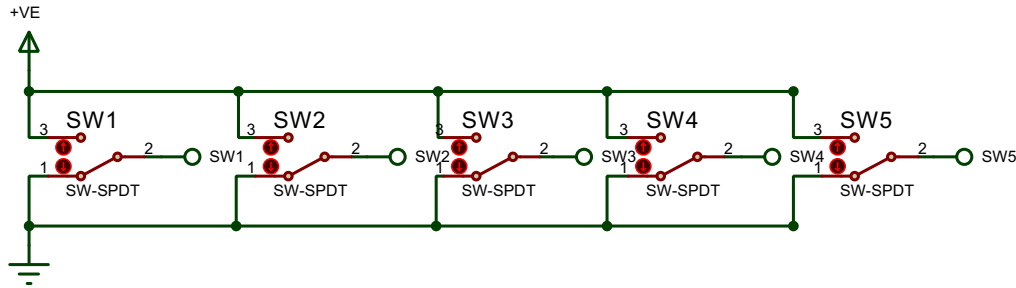 +VE
SW1 SW2 SW3 SW4 SW5
3 3 3 3 3
1 2 SW1 1 2 SW2 1 2 SW3 1 2 SW4 1 2 SW5
SW-SPDT SW-SPDT SW-SPDT SW-SPDT SW-SPDT